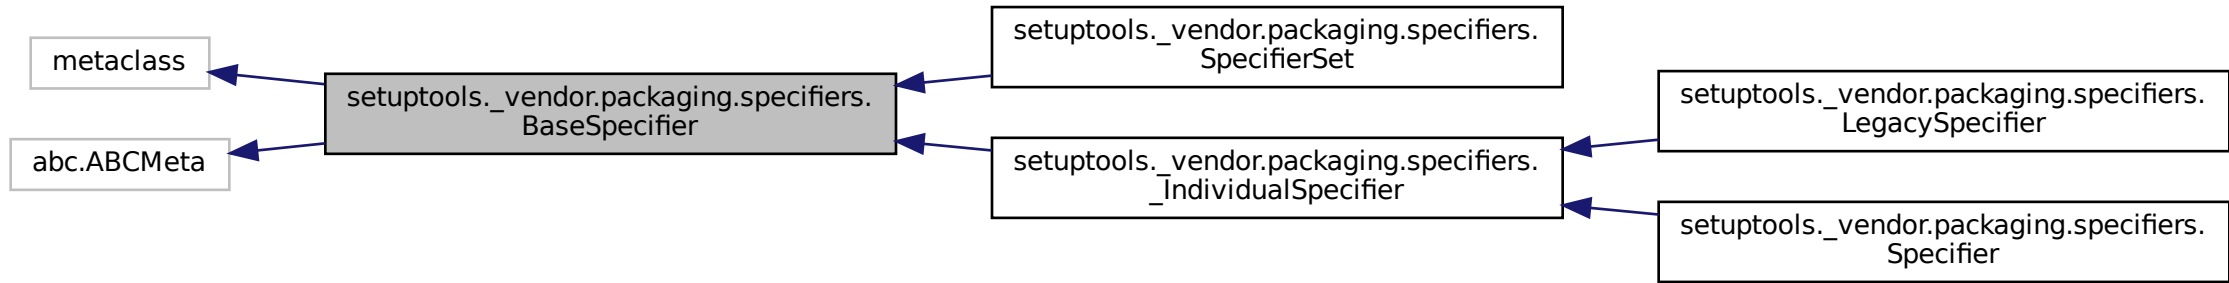 metaclass
abc.ABCMeta
setuptools._vendor.packaging.specifiers.
BaseSpecifier
setuptools._vendor.packaging.specifiers.
SpecifierSet
setuptools._vendor.packaging.specifiers.
_IndividualSpecifier
setuptools._vendor.packaging.specifiers.
LegacySpecifier
setuptools._vendor.packaging.specifiers.
Specifier